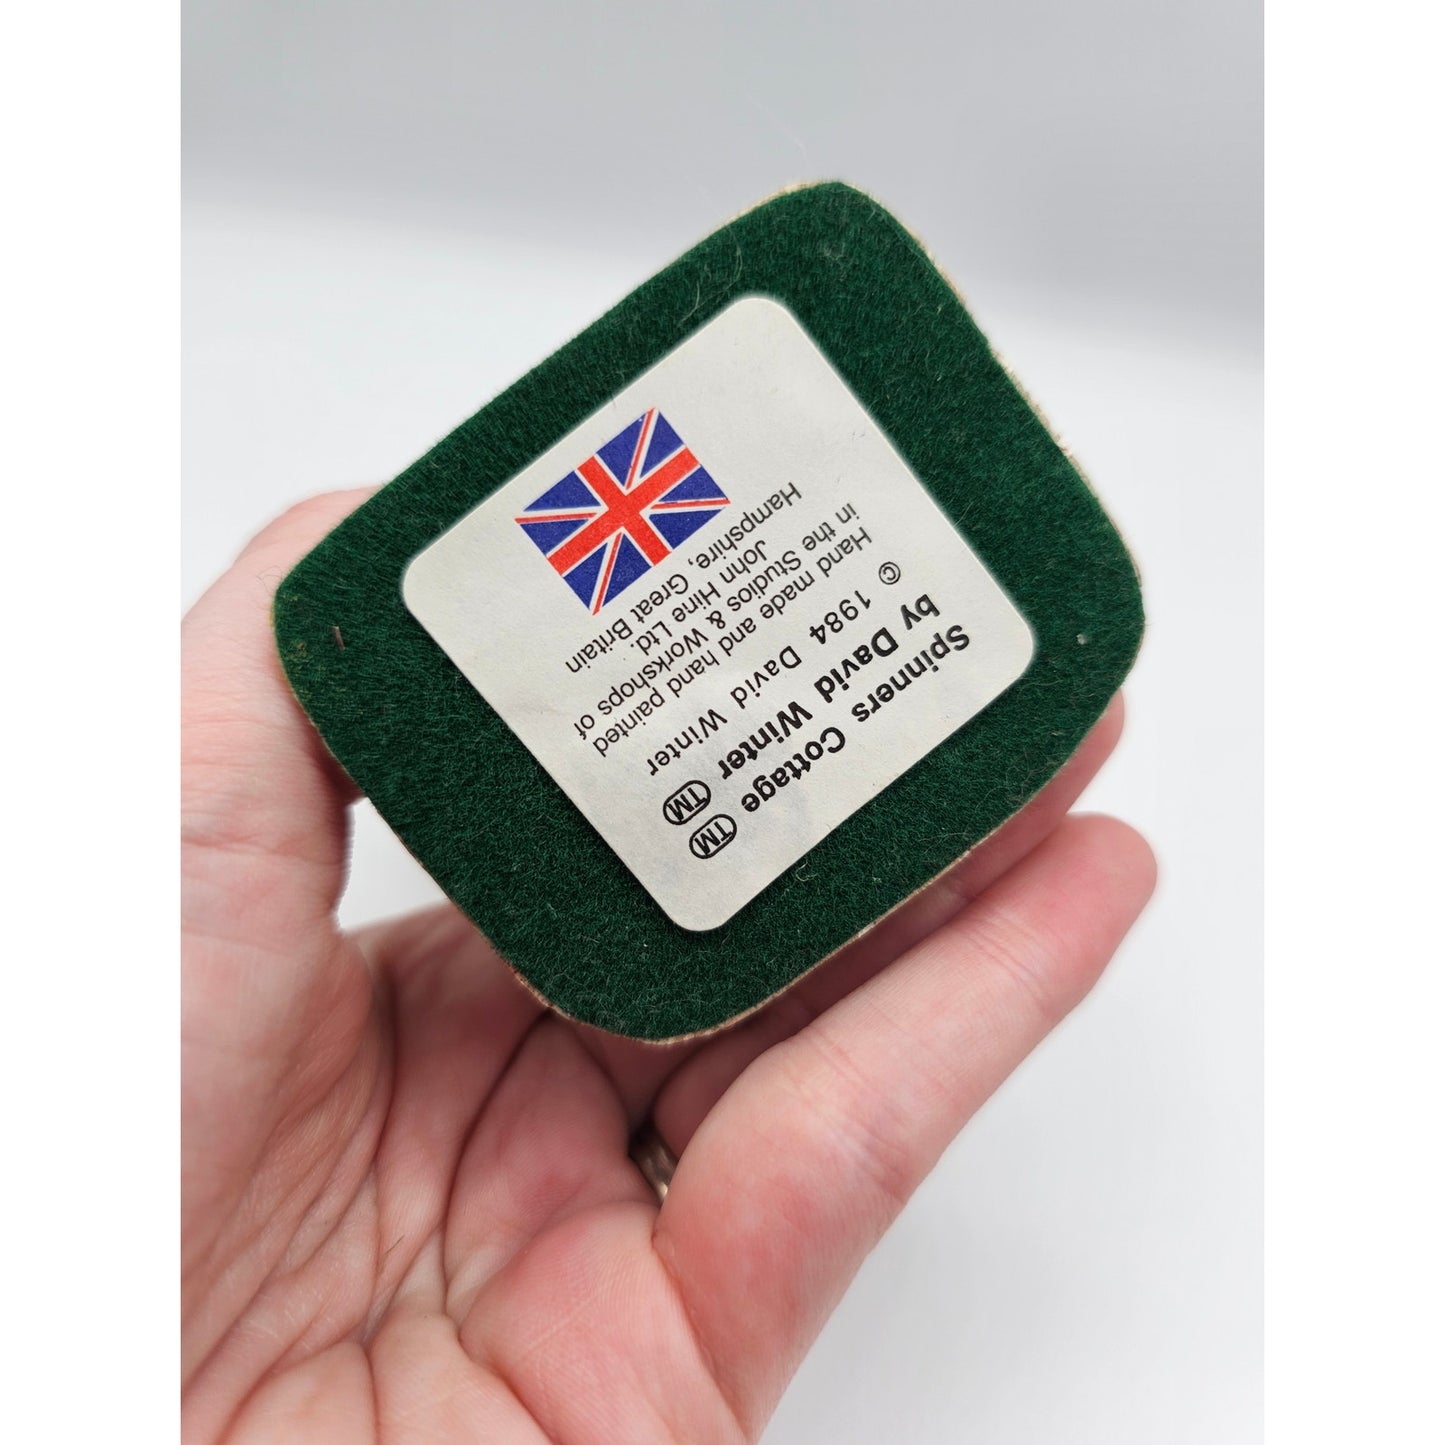 Spinners Cottage TM
by David Winter TM
© 1984 David Winter
Hand made and hand painted
in the Studios & Workshops of
John Hine Ltd.
Hampshire, Great Britain